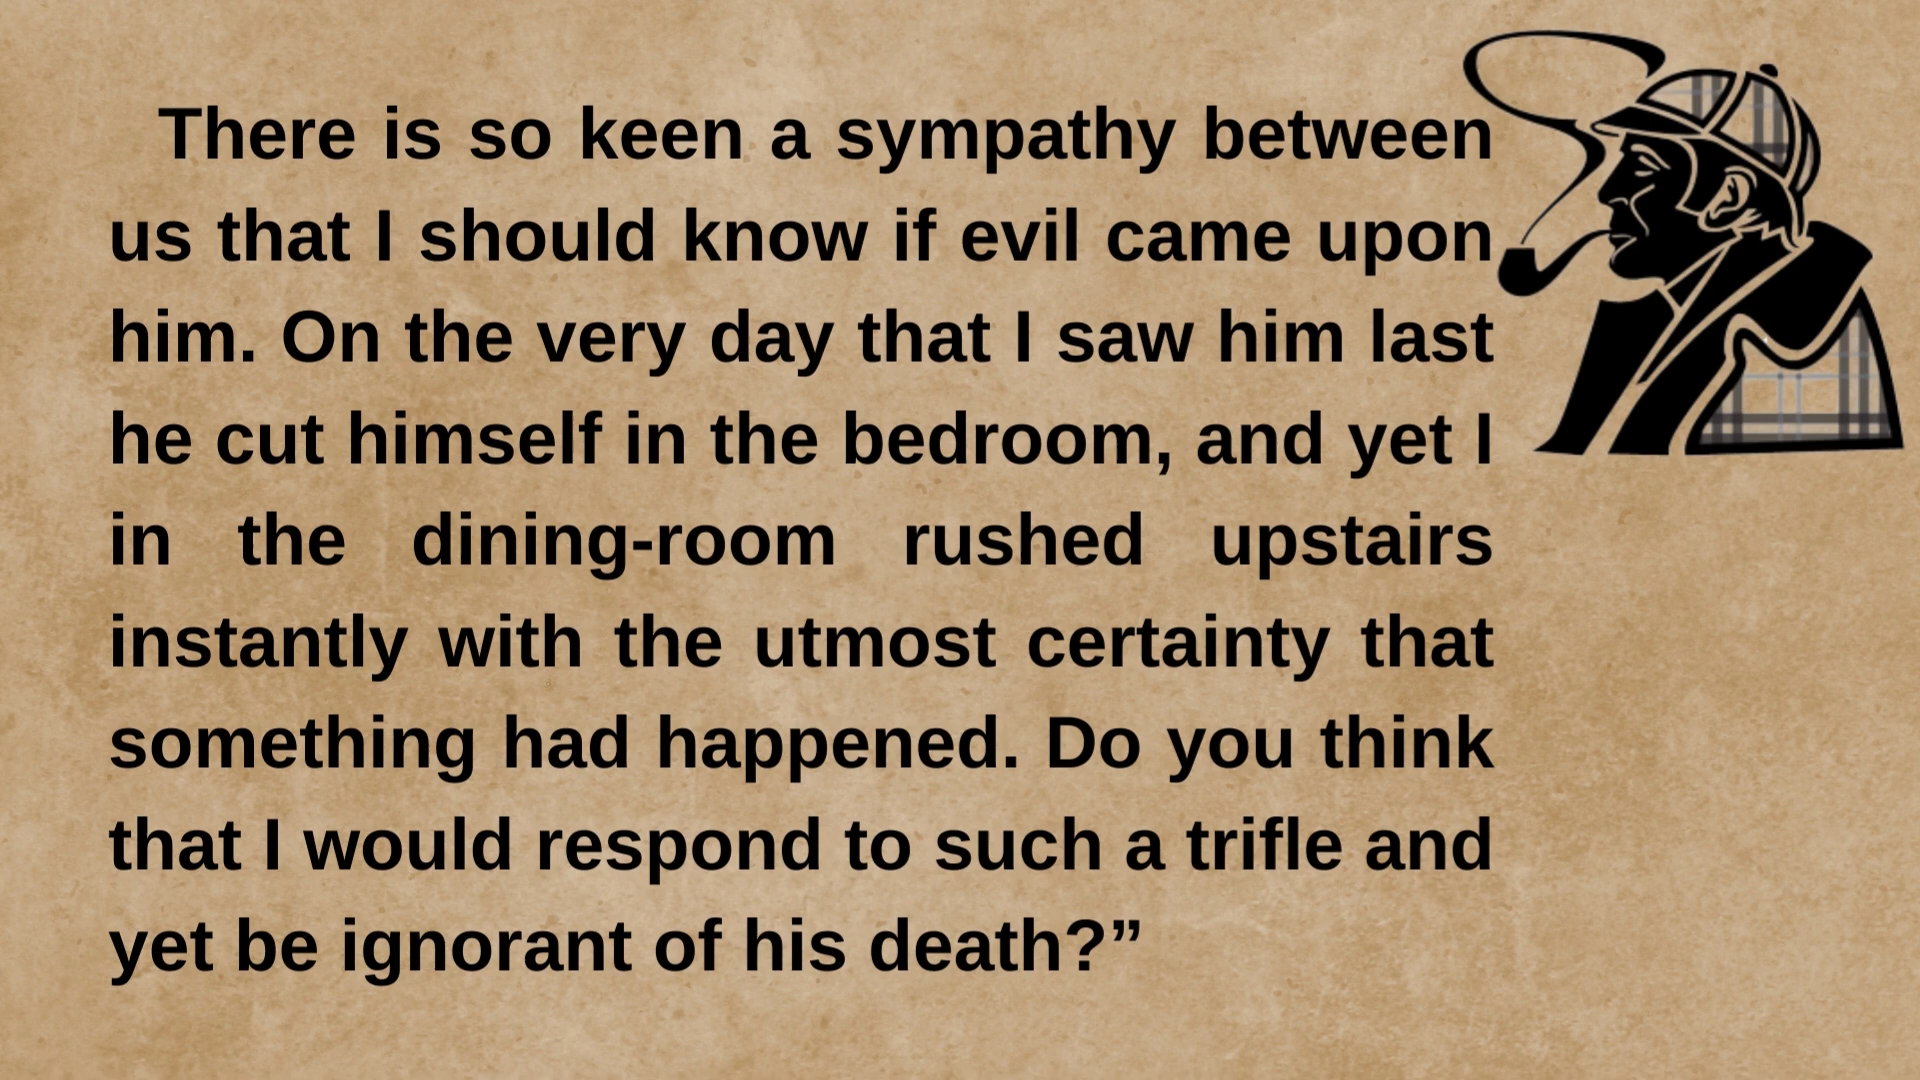 There is so keen a sympathy between
us that I should know if evil came upon
him. On the very day that I saw him last
he cut himself in the bedroom, and yet I
in the dining-room rushed upstairs
instantly with the utmost certainty that
something had happened. Do you think
that I would respond to such a trifle and
yet be ignorant of his death?”